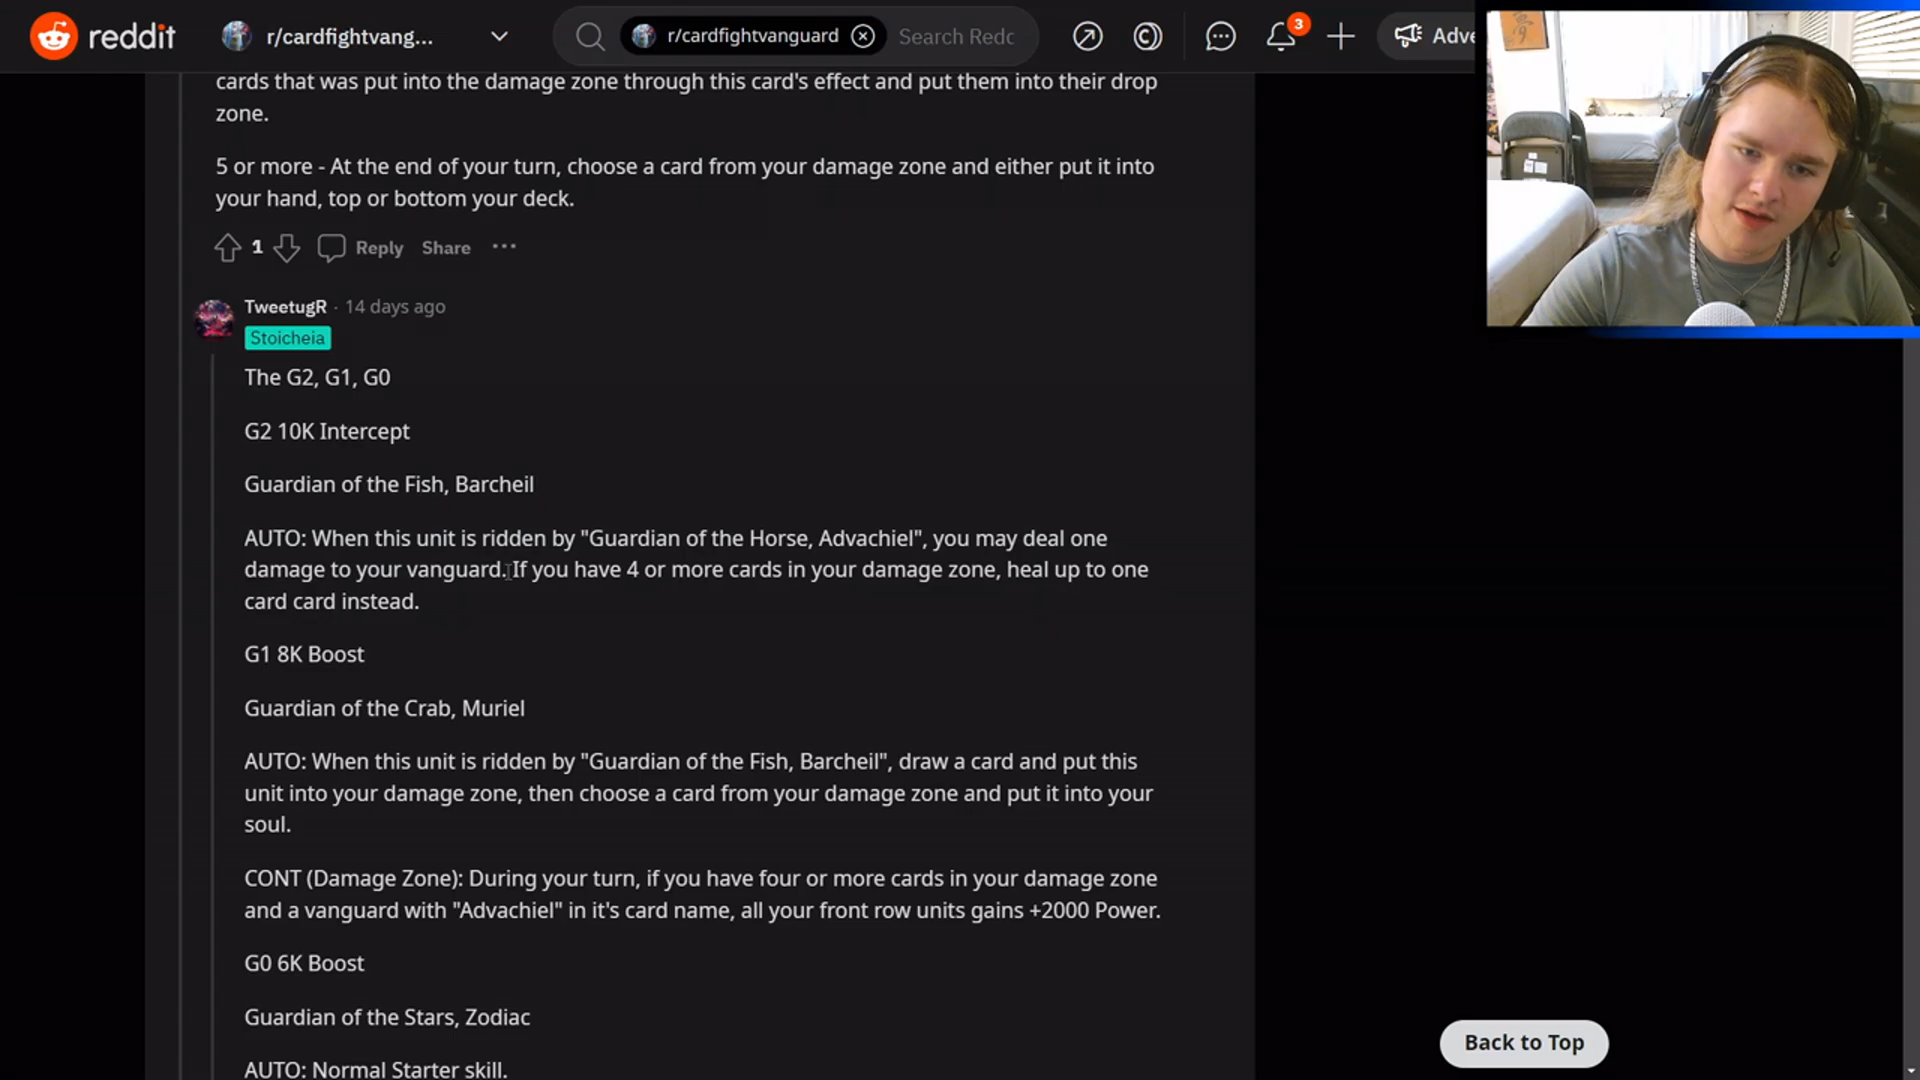 reddit
r/cardfightvang...
r/cardfightvanguard
Search Redc
3
Adve
cards that was put into the damage zone through this card's effect and put them into their drop
zone.
5 or more - At the end of your turn, choose a card from your damage zone and either put it into
your hand, top or bottom your deck.
1
Reply
Share
TweetugR · 14 days ago
Stoicheia
The G2, G1, G0
G2 10K Intercept
Guardian of the Fish, Barcheil
AUTO: When this unit is ridden by "Guardian of the Horse, Advachiel", you may deal one
damage to your vanguard. If you have 4 or more cards in your damage zone, heal up to one
card card instead.
G1 8K Boost
Guardian of the Crab, Muriel
AUTO: When this unit is ridden by "Guardian of the Fish, Barcheil", draw a card and put this
unit into your damage zone, then choose a card from your damage zone and put it into your
soul.
CONT (Damage Zone): During your turn, if you have four or more cards in your damage zone
and a vanguard with "Advachiel" in it's card name, all your front row units gains +2000 Power.
G0 6K Boost
Guardian of the Stars, Zodiac
AUTO: Normal Starter skill.
Back to Top